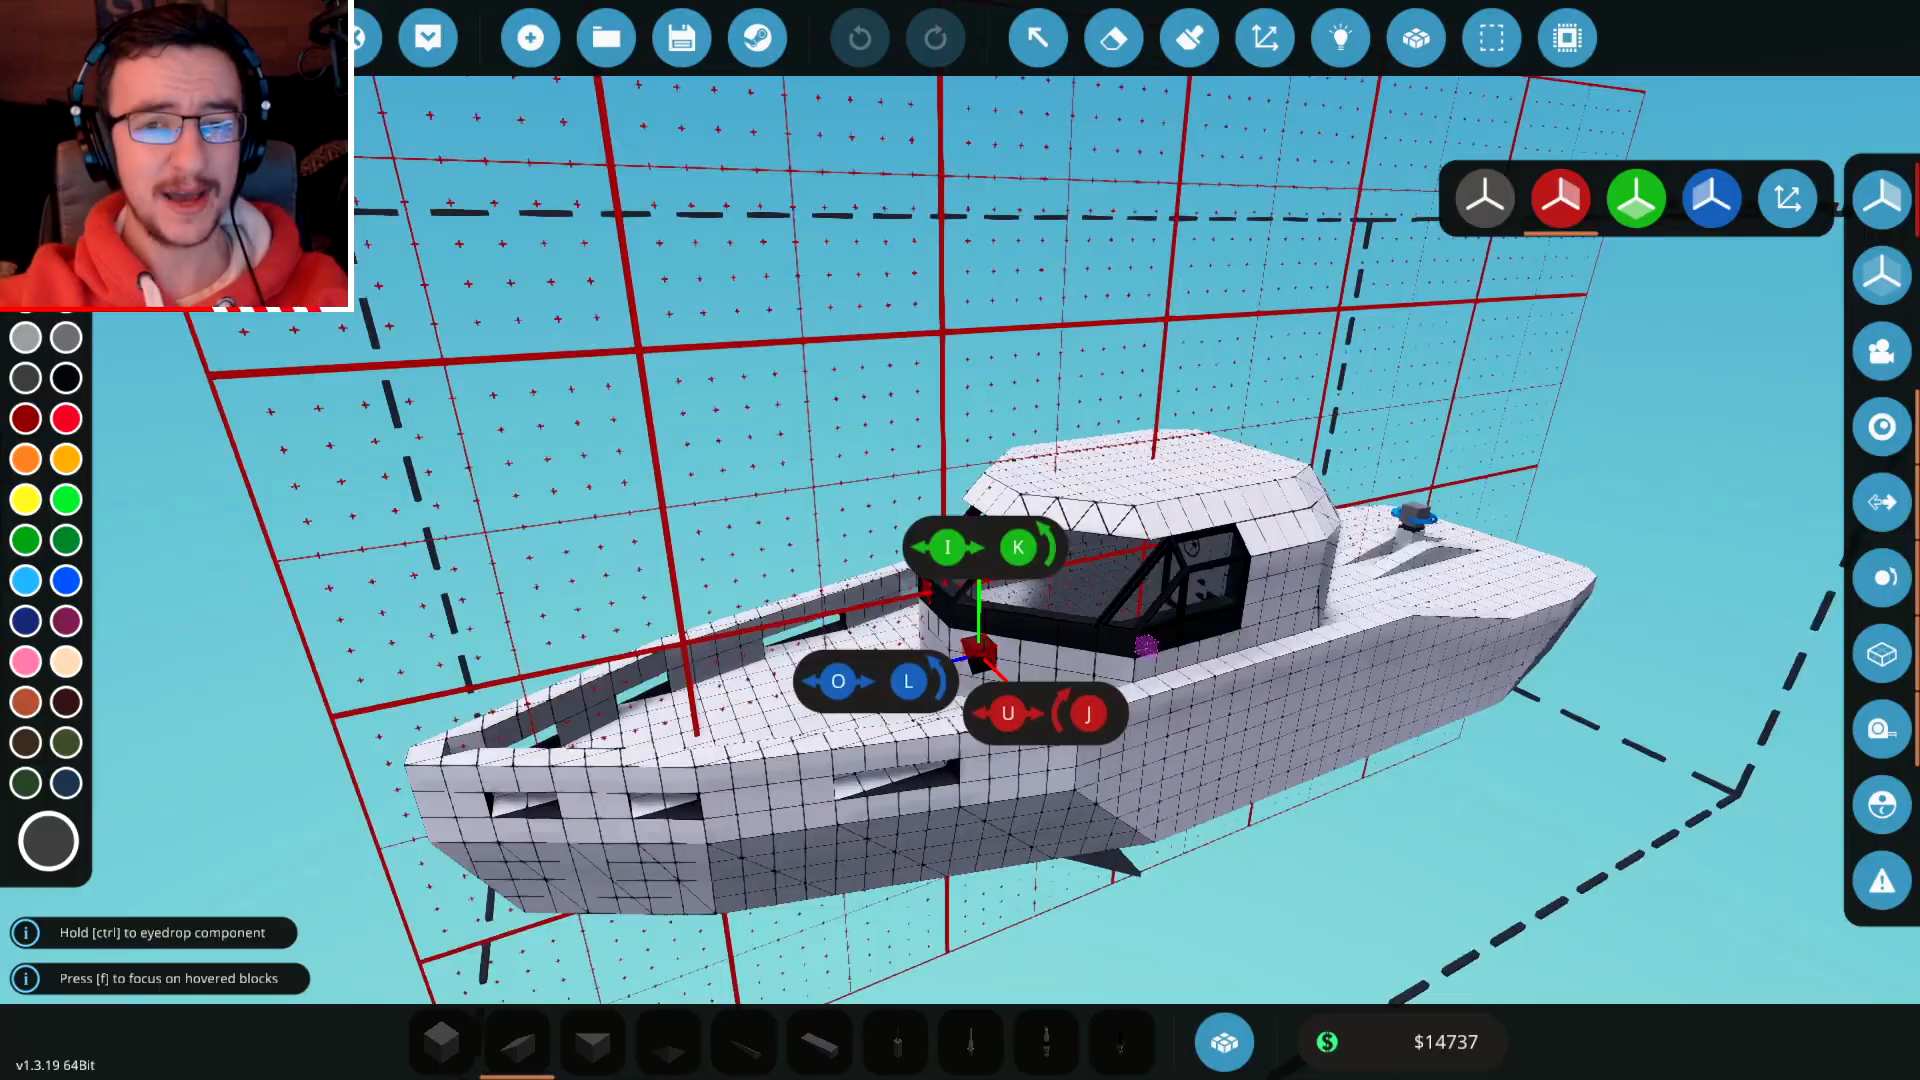 I K
O L
U J
Hold [ctrl] to eyedrop component
Press [f] to focus on hovered blocks
$ $14737
v1.3.19 64Bit